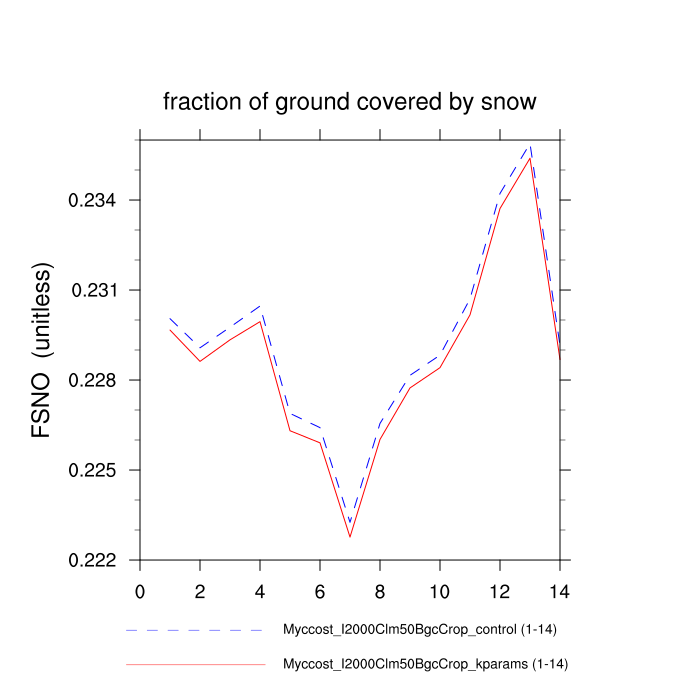 fraction of ground covered by snow
FSNO (unitless)
0.234
0.231
0.228
0.225
0.222
0 2 4 6 8 10 12 14
Myccost_I2000Clm50BgcCrop_control (1-14)
Myccost_I2000Clm50BgcCrop_kparams (1-14)